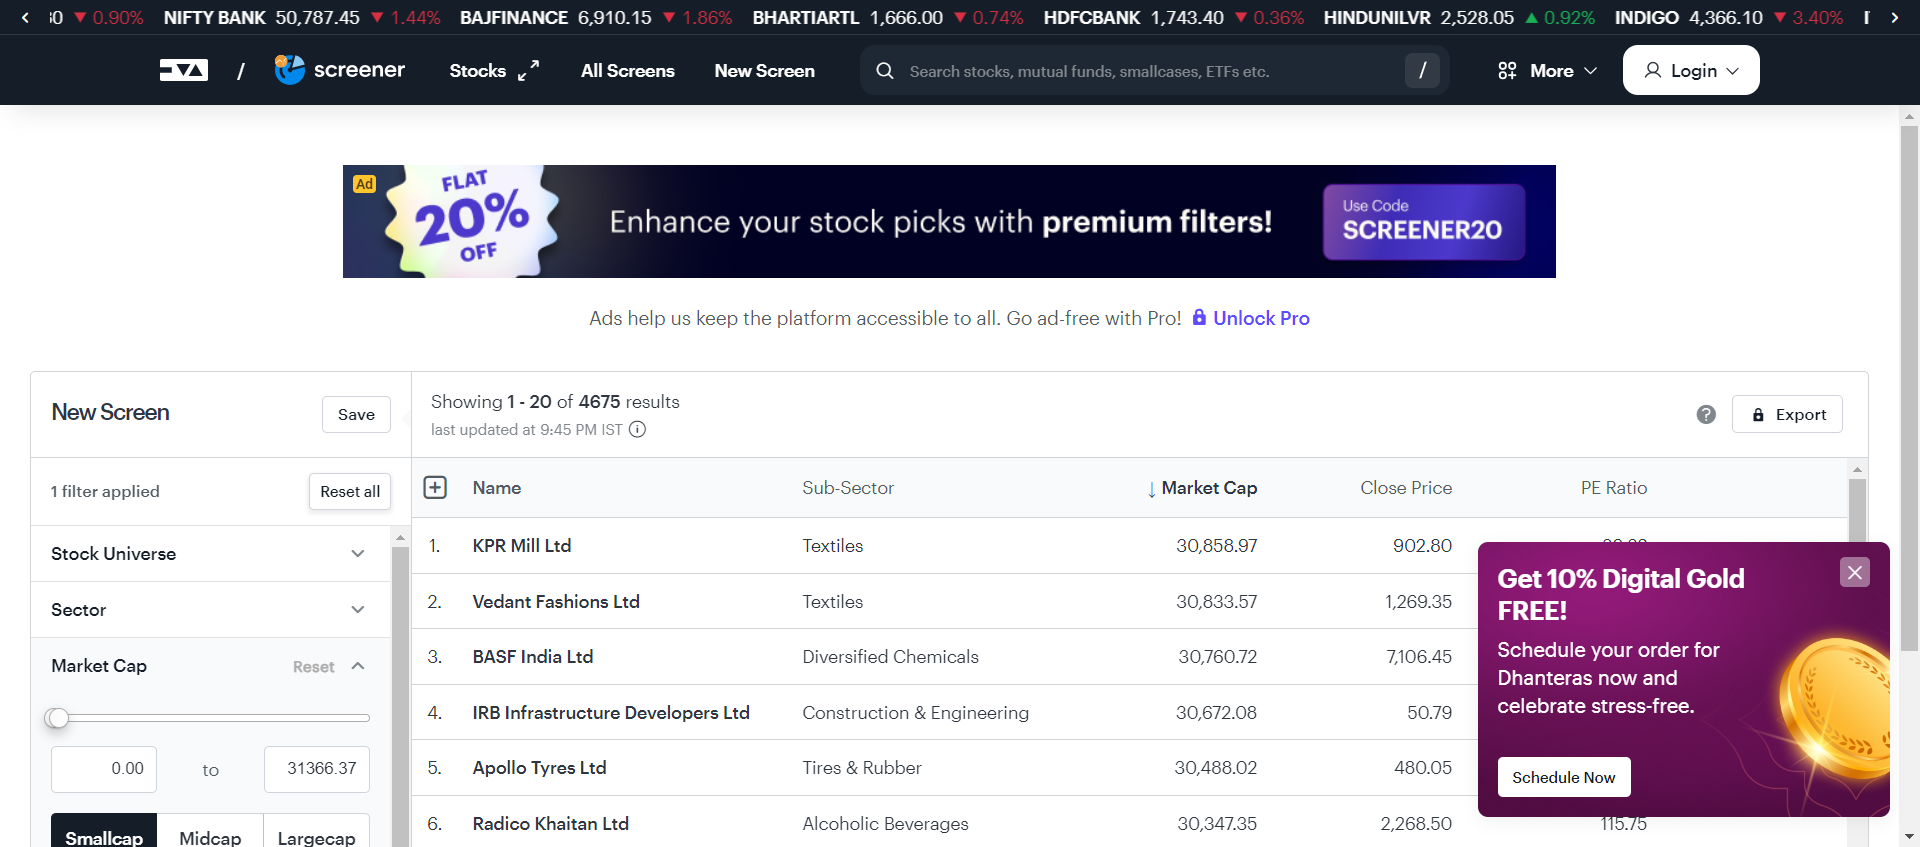 NIFTY BANK 50,787.45 ▼ 1.44% BAJFINANCE 6,910.15 ▼ 1.86% BHARTIARTL 1,666.00 ▼ 0.74% HDFCBANK 1,743.40 ▼ 0.36% HINDUNILVR 2,528.05 ▲ 0.92% INDIGO 4,366.10 ▼ 3.40%
/ screener Stocks All Screens New Screen Search stocks, mutual funds, smallcases, ETFs etc. / More Login
Ad
FLAT
20%
OFF
Enhance your stock picks with premium filters!
Use Code
SCREENER20
Ads help us keep the platform accessible to all. Go ad-free with Pro! Unlock Pro
New Screen Save
1 filter applied Reset all
Stock Universe
Sector
Market Cap Reset
0.00 to 31366.37
Smallcap Midcap Largecap
Showing 1 - 20 of 4675 results
last updated at 9:45 PM IST
? Export
Name Sub-Sector ↓ Market Cap Close Price PE Ratio
1. KPR Mill Ltd Textiles 30,858.97 902.80
2. Vedant Fashions Ltd Textiles 30,833.57 1,269.35
3. BASF India Ltd Diversified Chemicals 30,760.72 7,106.45
4. IRB Infrastructure Developers Ltd Construction & Engineering 30,672.08 50.79
5. Apollo Tyres Ltd Tires & Rubber 30,488.02 480.05
6. Radico Khaitan Ltd Alcoholic Beverages 30,347.35 2,268.50 115.75
Get 10% Digital Gold
FREE!
Schedule your order for
Dhanteras now and
celebrate stress-free.
Schedule Now